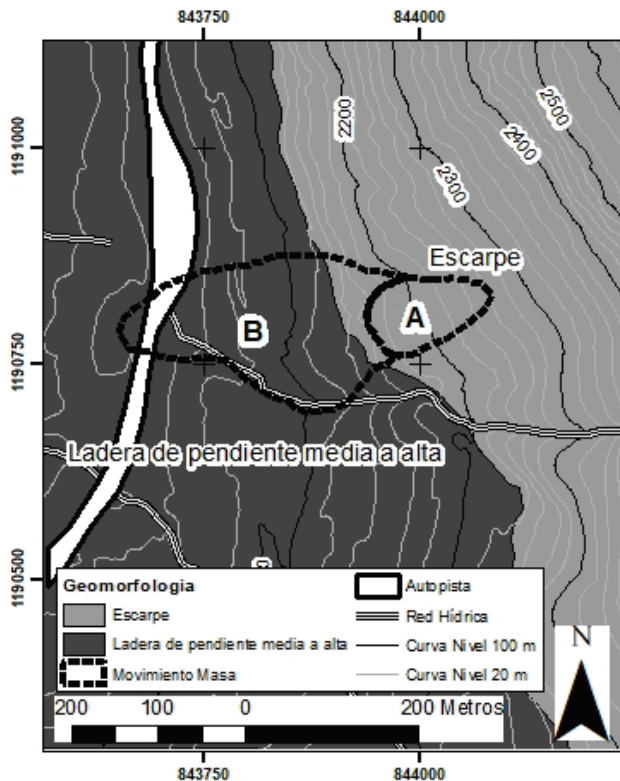 843750 844000
1191000
1190750
1190500
2200
2300
2400
2500
Escarpe
A
B
Ladera de pendiente media a alta
Geomorfologia
Escarpe
Ladera de pendiente media a alta
Movimiento Masa
Autopista
Red Hídrica
Curva Nivel 100 m
Curva Nivel 20 m
N
200 100 0 200 Metros
843750 844000